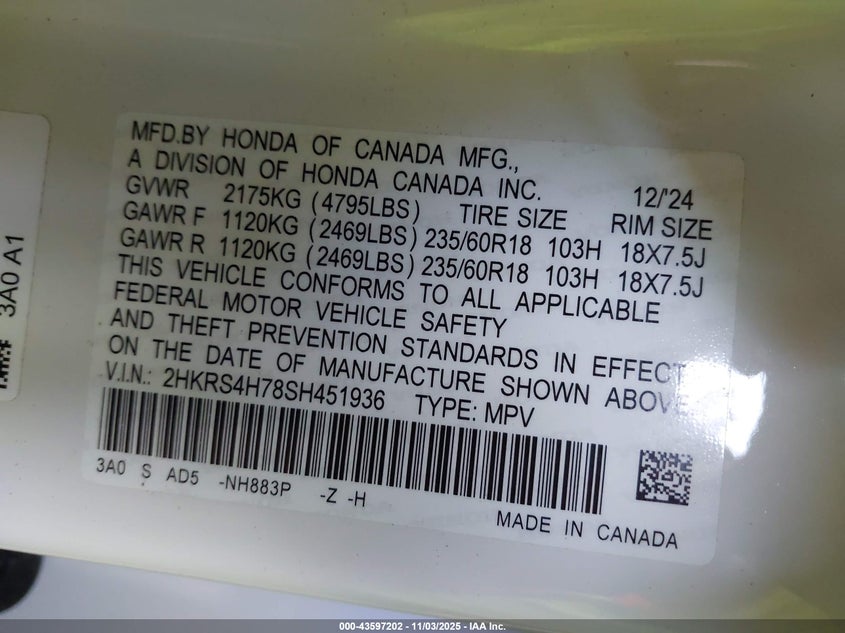 MFD.BY HONDA OF CANADA MFG.,
A DIVISION OF HONDA CANADA INC. 12/'24
GVWR 2175KG (4795LBS) TIRE SIZE RIM SIZE
GAWR F 1120KG (2469LBS) 235/60R18 103H 18X7.5J
GAWR R 1120KG (2469LBS) 235/60R18 103H 18X7.5J
THIS VEHICLE CONFORMS TO ALL APPLICABLE
FEDERAL MOTOR VEHICLE SAFETY
AND THEFT PREVENTION STANDARDS IN EFFECT
ON THE DATE OF MANUFACTURE SHOWN ABOVE.
V.I.N.: 2HKRS4H78SH451936 TYPE: MPV
3A0 S AD5 -NH883P -Z -H
MADE IN CANADA
3A0 A1
000-43597202 - 11/03/2025 - IAA Inc.